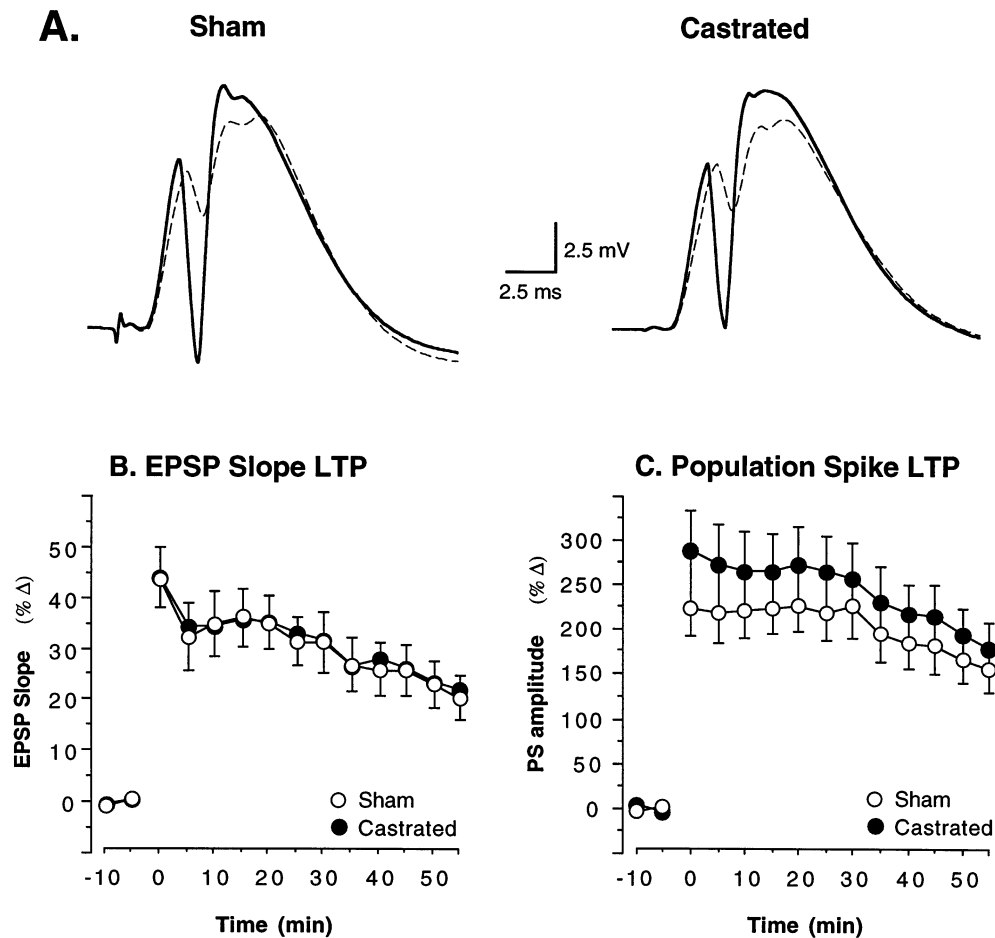 A.
Sham
Castrated
2.5 mV
2.5 ms
B. EPSP Slope LTP
EPSP Slope (% Δ)
50
40
30
20
10
0
Sham
Castrated
-10 0 10 20 30 40 50
Time (min)
C. Population Spike LTP
PS amplitude (% Δ)
300
250
200
150
100
50
0
Sham
Castrated
-10 0 10 20 30 40 50
Time (min)